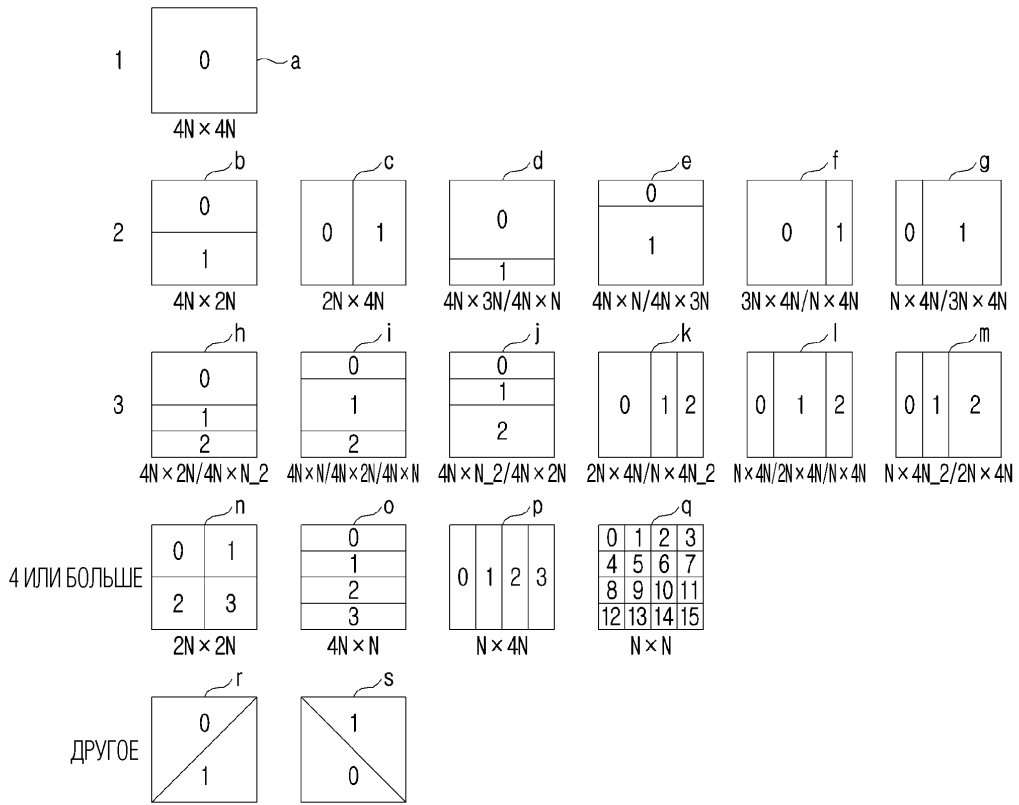 1 0 a
4N×4N
b c d e f g
2
0 1
0 1
0 1
0 1
0 1
0 1
4N×2N 2N×4N 4N×3N/4N×N 4N×N/4N×3N 3N×4N/N×4N N×4N/3N×4N
h i j k l m
3
0 1 2
0 1 2
0 1 2
0 1 2
0 1 2
0 1 2
4N×2N/4N×N_2 4N×N/4N×2N/4N×N 4N×N_2/4N×2N 2N×4N/N×4N_2 N×4N/2N×4N/N×4N N×4N_2/2N×4N
n o p q
4 ИЛИ БОЛЬШЕ
0 1
2 3
0
1
2
3
0 1 2 3
0 1 2 3
4 5 6 7
8 9 10 11
12 13 14 15
2N×2N 4N×N N×4N N×N
r s
ДРУГОЕ
0 1
1 0